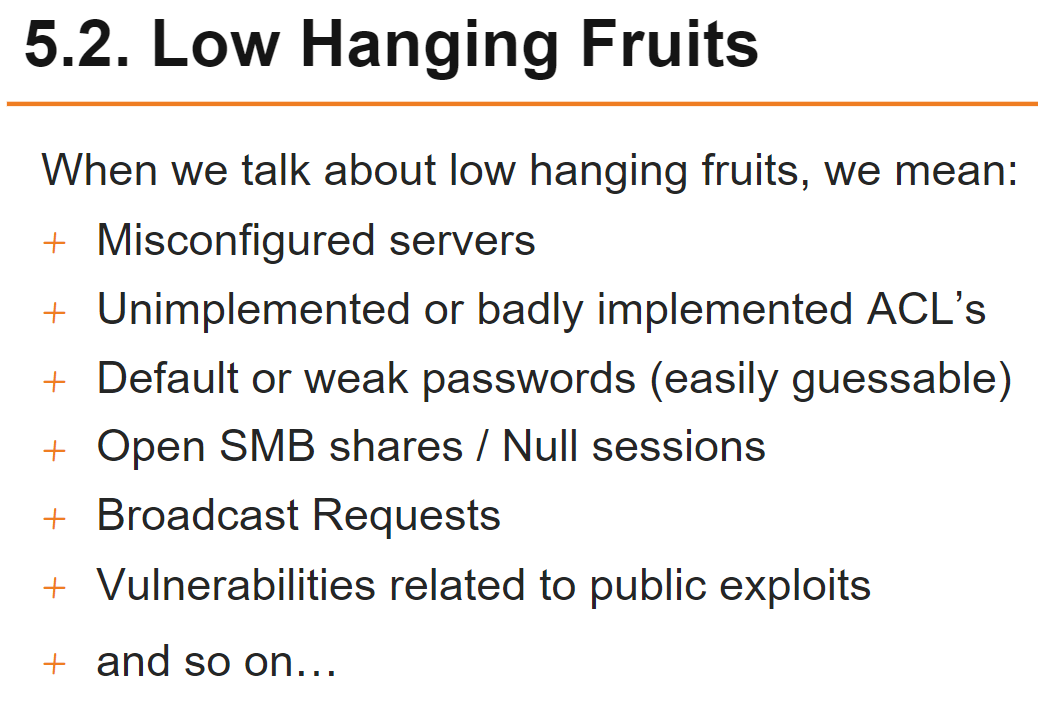 5.2. Low Hanging Fruits
When we talk about low hanging fruits, we mean:
+ Misconfigured servers
+ Unimplemented or badly implemented ACL’s
+ Default or weak passwords (easily guessable)
+ Open SMB shares / Null sessions
+ Broadcast Requests
+ Vulnerabilities related to public exploits
+ and so on…